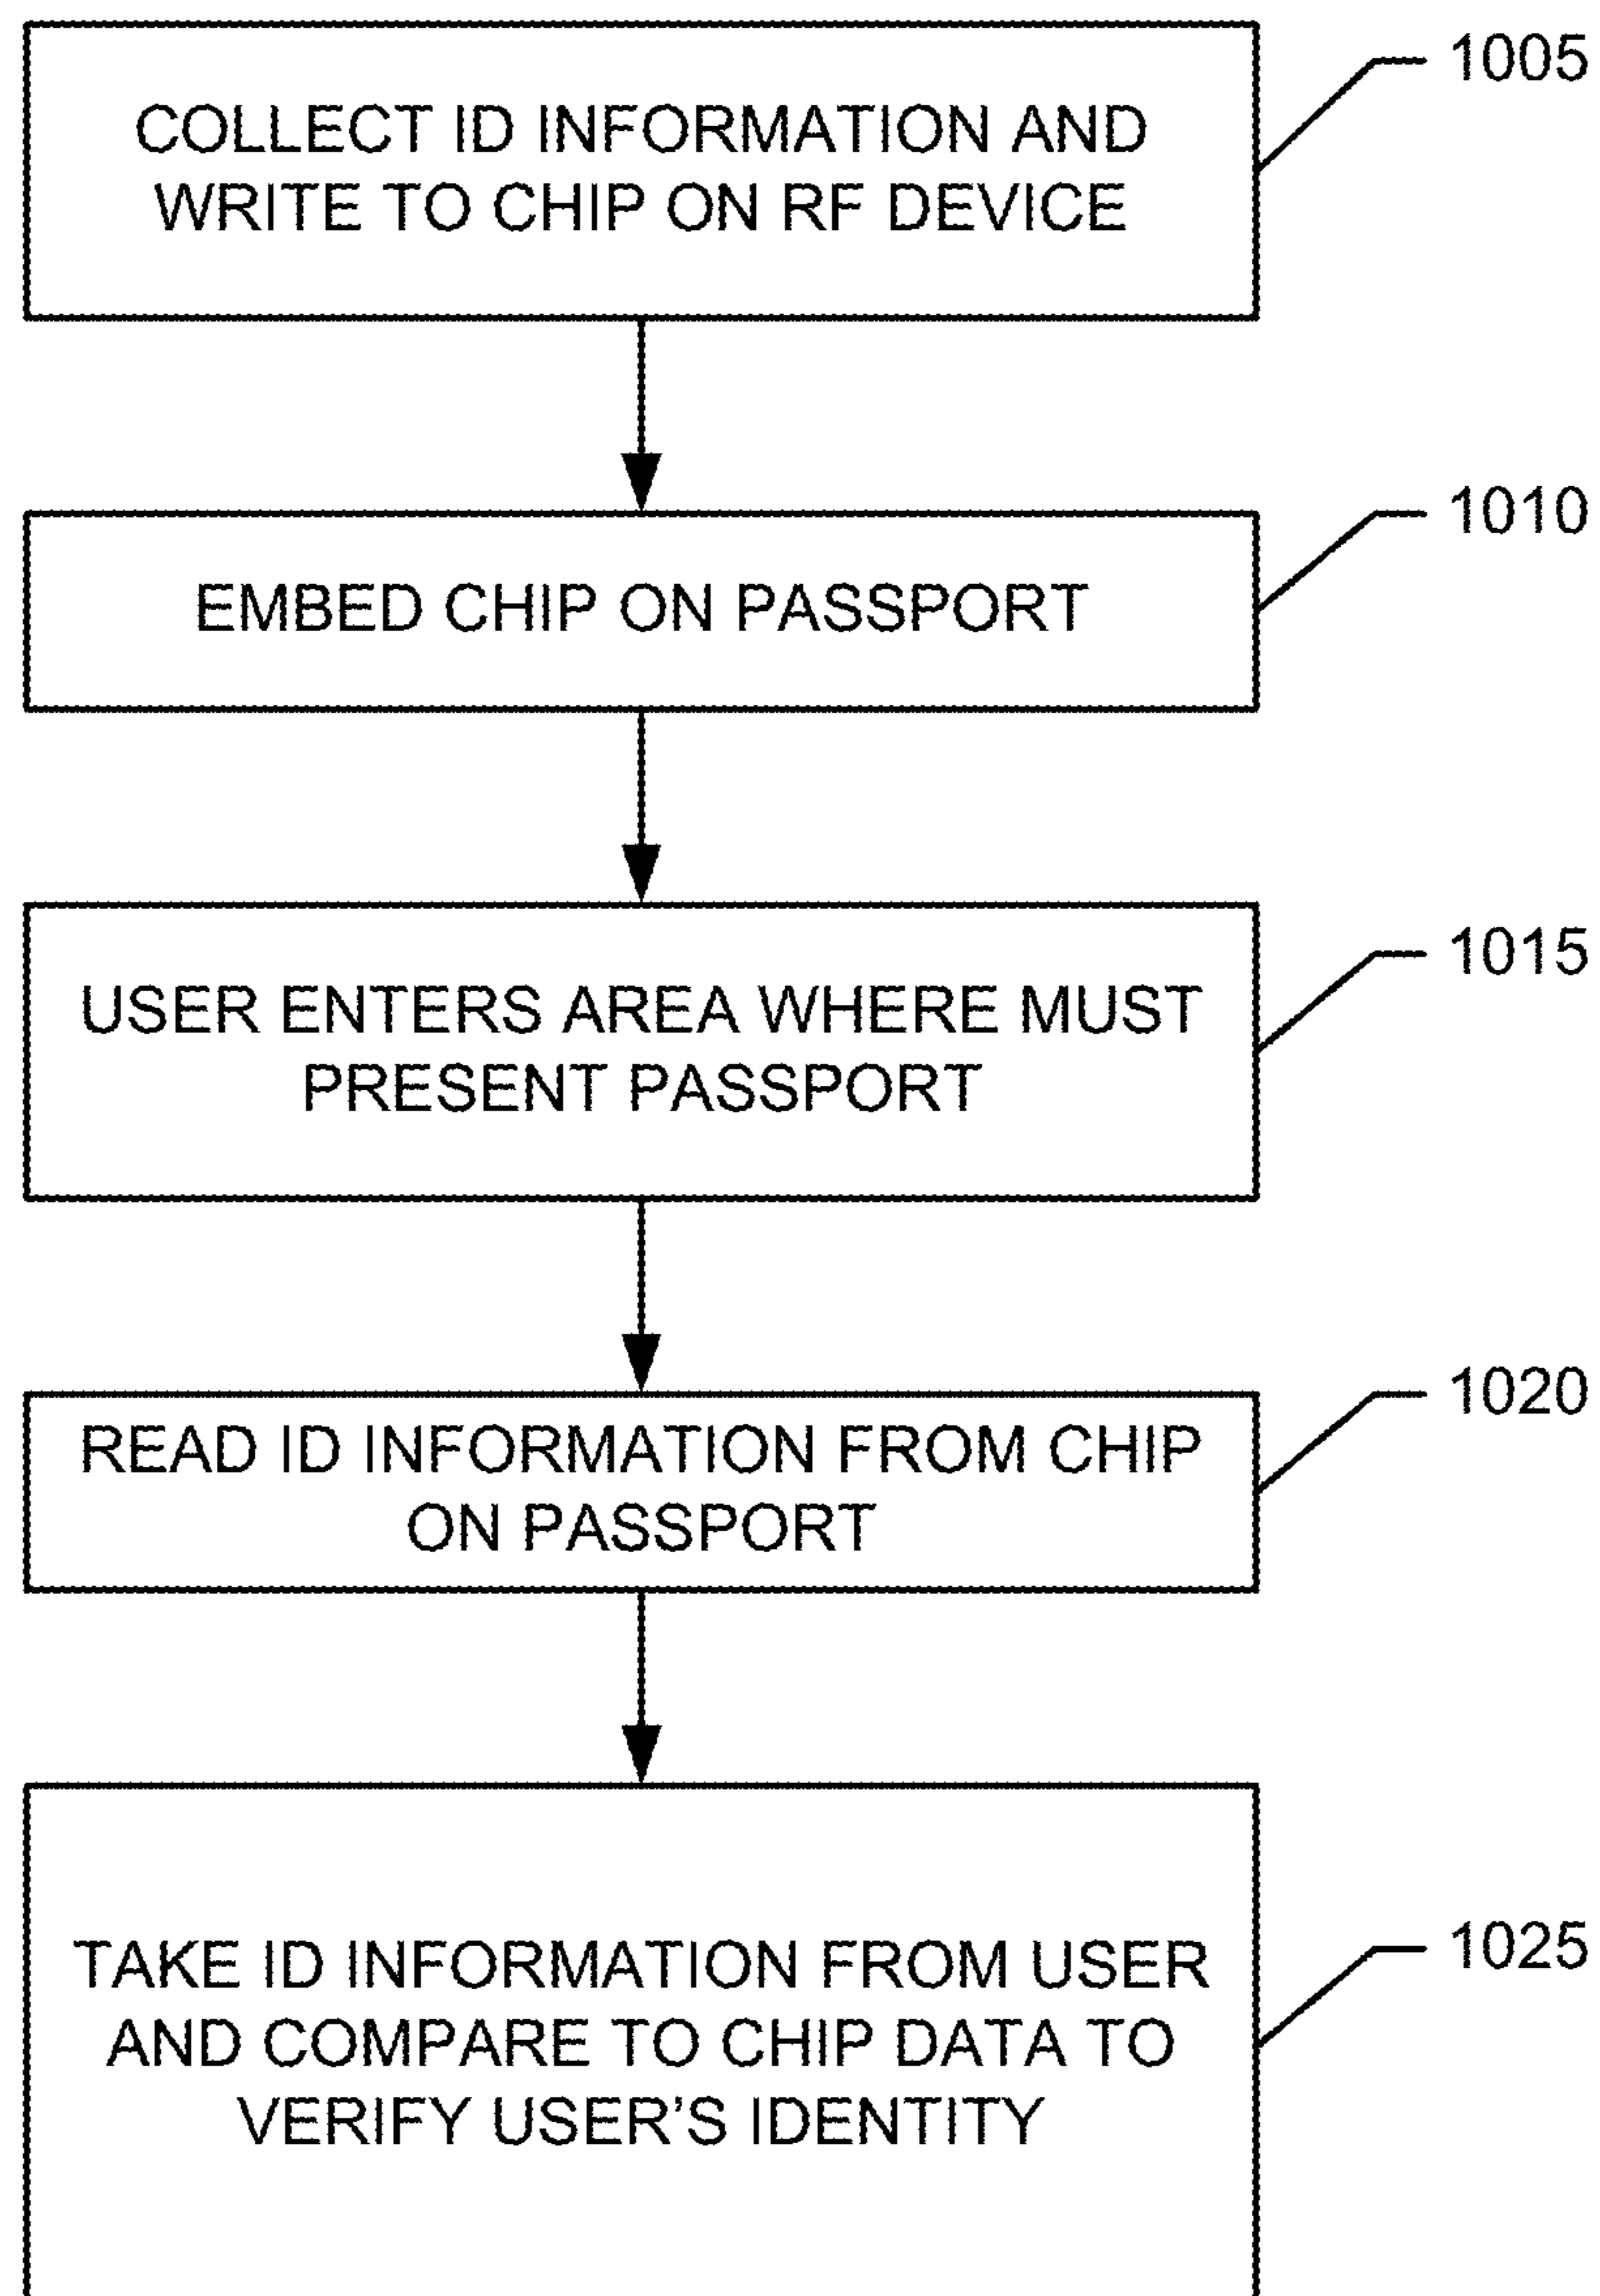 COLLECT ID INFORMATION AND
WRITE TO CHIP ON RF DEVICE
1005
EMBED CHIP ON PASSPORT
1010
USER ENTERS AREA WHERE MUST
PRESENT PASSPORT
1015
READ ID INFORMATION FROM CHIP
ON PASSPORT
1020
TAKE ID INFORMATION FROM USER
AND COMPARE TO CHIP DATA TO
VERIFY USER’S IDENTITY
1025